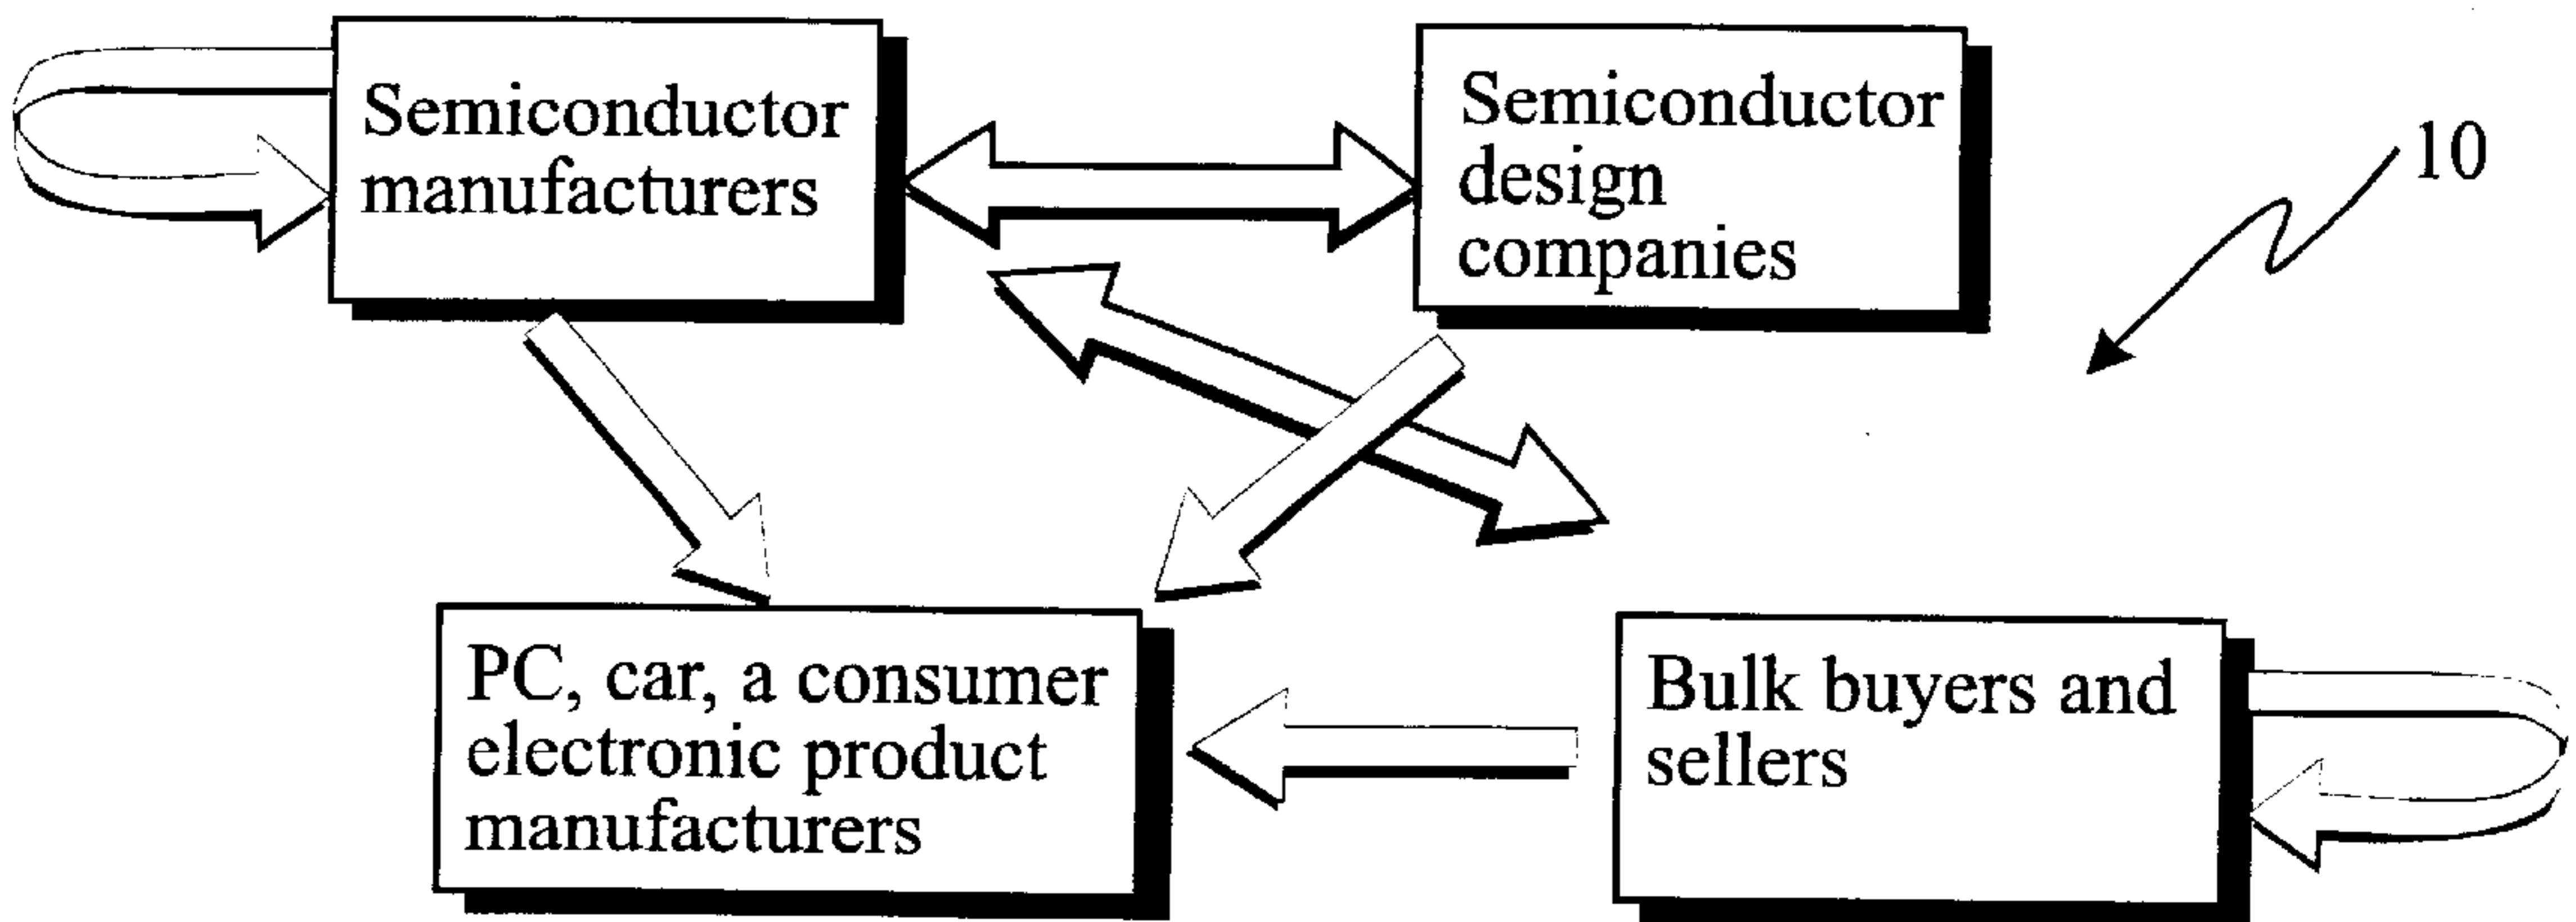 Semiconductor
manufacturers
Semiconductor
design
companies
10
PC, car, a consumer
electronic product
manufacturers
Bulk buyers and
sellers